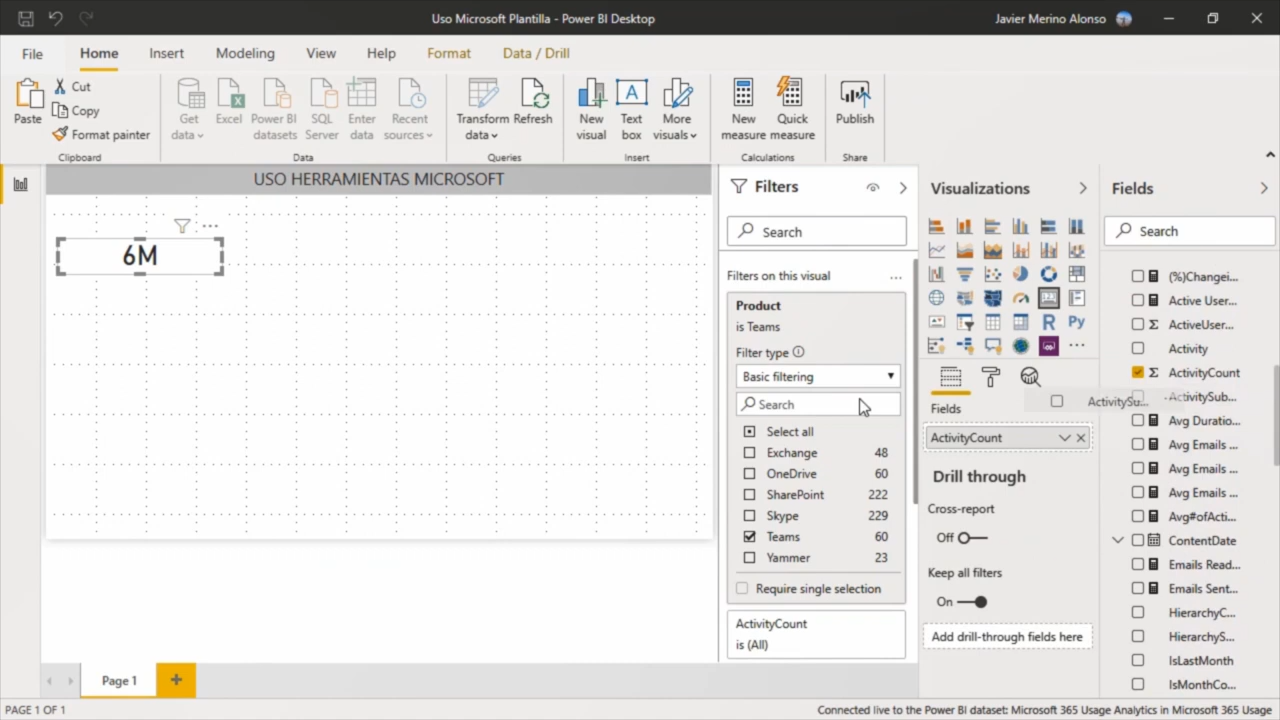 Uso Microsoft Plantilla - Power BI Desktop
Javier Merino Alonso
File
Home
Insert
Modeling
View
Help
Format
Data / Drill
Paste
Cut
Copy
Format painter
Clipboard
Get data
Excel
Power BI datasets
SQL Server
Enter data
Recent sources
Data
Transform data
Refresh
Queries
New visual
A
Text box
More visuals
Insert
New measure
Quick measure
Calculations
Publish
Share
USO HERRAMIENTAS MICROSOFT
6M
Filters
Search
Filters on this visual
Product
is Teams
Filter type
Basic filtering
Search
Select all
Exchange 48
OneDrive 60
SharePoint 222
Skype 229
Teams 60
Yammer 23
Require single selection
ActivityCount
is (All)
Visualizations
R
Py
Fields
ActivitySu...
ActivityCount
Drill through
Cross-report
Off
Keep all filters
On
Add drill-through fields here
Fields
Search
(%)Changei...
Active User...
ActiveUser...
Activity
ActivityCount
ActivitySub...
Avg Duratio...
Avg Emails ...
Avg Emails ...
Avg Emails ...
Avg#ofActi...
ContentDate
Emails Read...
Emails Sent...
HierarchyC...
HierarchyS...
IsLastMonth
IsMonthCo...
Page 1
PAGE 1 OF 1
Connected live to the Power BI dataset: Microsoft 365 Usage Analytics in Microsoft 365 Usage